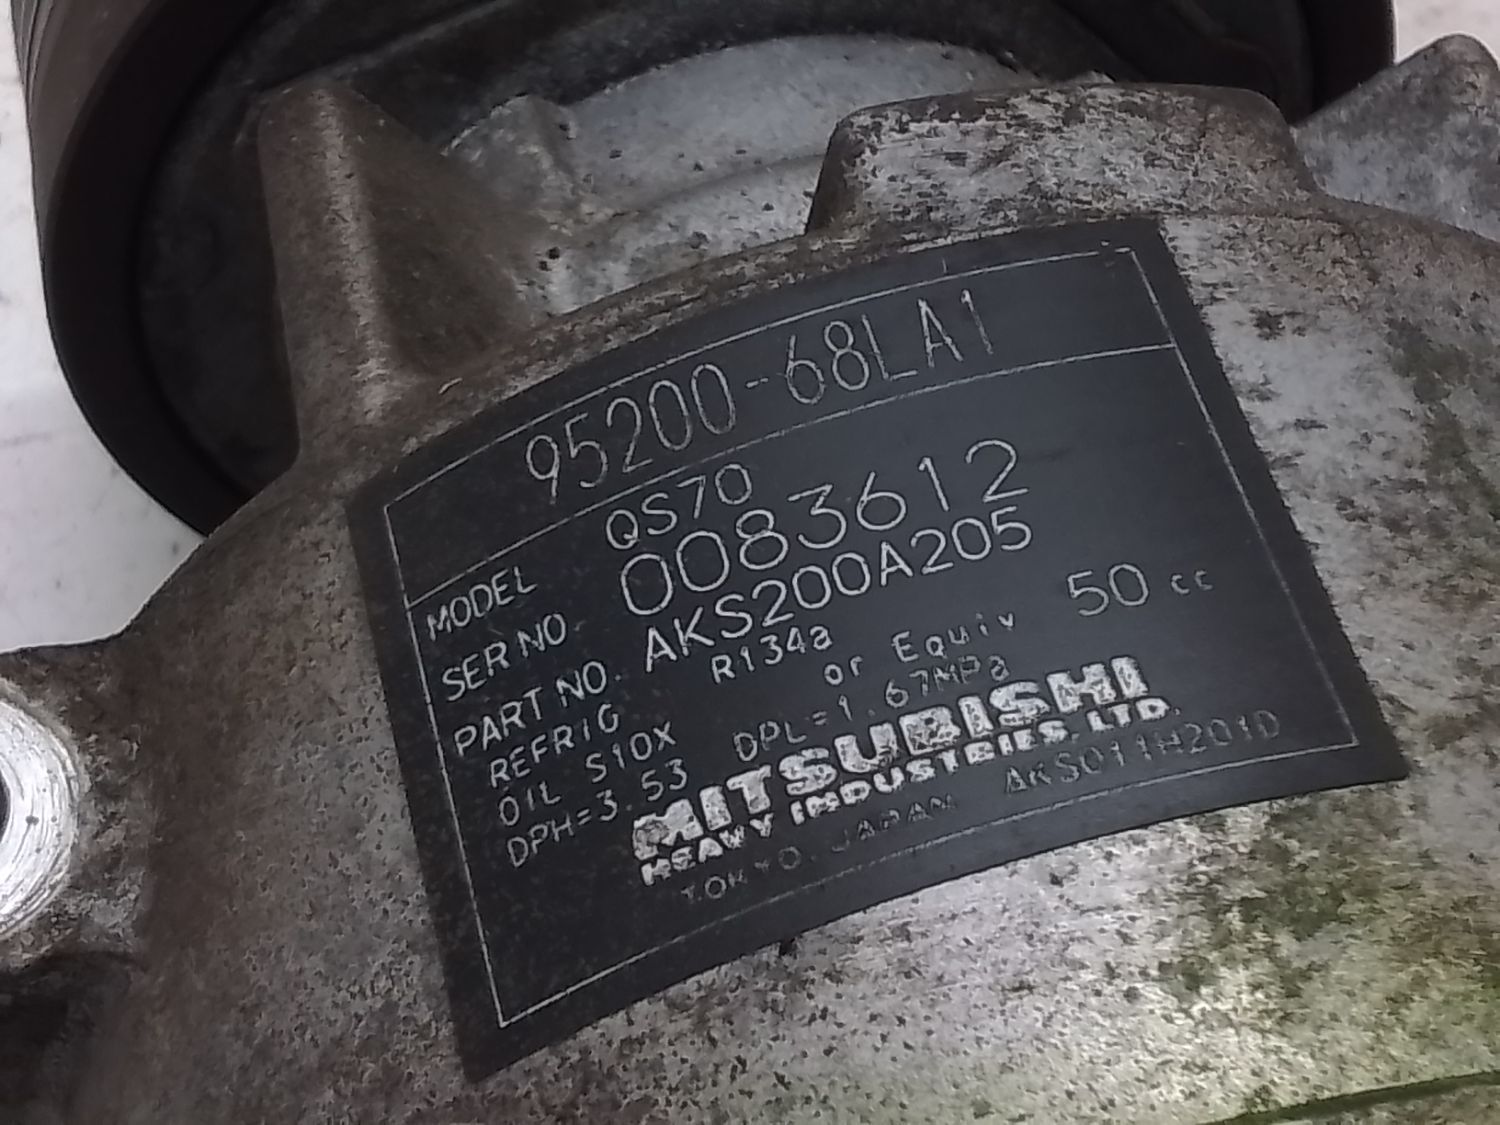 95200-68LA1
MODEL QS70
SER NO. 0083612
PART NO. AKS200A205
REFRIG R134a or Equiv 50 cc
OIL S10X
DPH=3.53 DPL=1.67MPa
MITSUBISHI
HEAVY INDUSTRIES, LTD.
TOKYO, JAPAN AKS011H201D